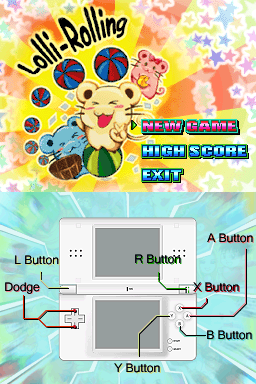 Lolli-Rolling
NEW GAME
HIGH SCORE
EXIT
A Button
L Button
R Button
Dodge
X Button
B Button
Y Button